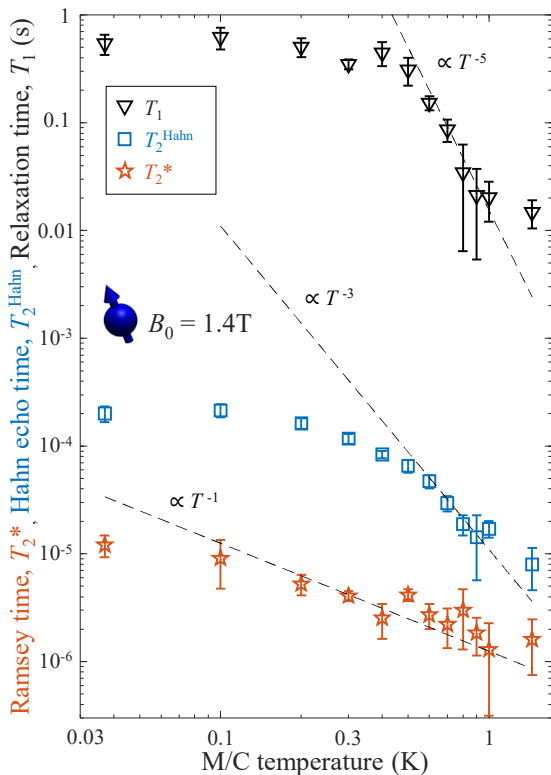 Ramsey time, T₂*, Hahn echo time, T₂ᴴᵃʰⁿ, Relaxation time, T₁ (s)
1
0.1
0.01
10⁻³
10⁻⁴
10⁻⁵
10⁻⁶
T₁
T₂ᴴᵃʰⁿ
T₂*
∝ T⁻⁵
∝ T⁻³
B₀ = 1.4T
∝ T⁻¹
0.03
0.1
0.3
1
M/C temperature (K)